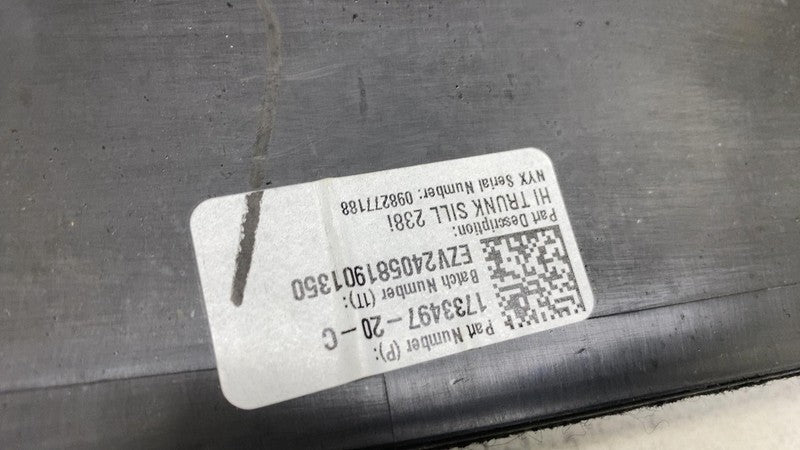 Part Number (P):
1733497-20-C
Batch Number (1T):
EZV240581901350
Part Description:
HI TRUNK SILL 238i
NYX Serial Number: 098277188